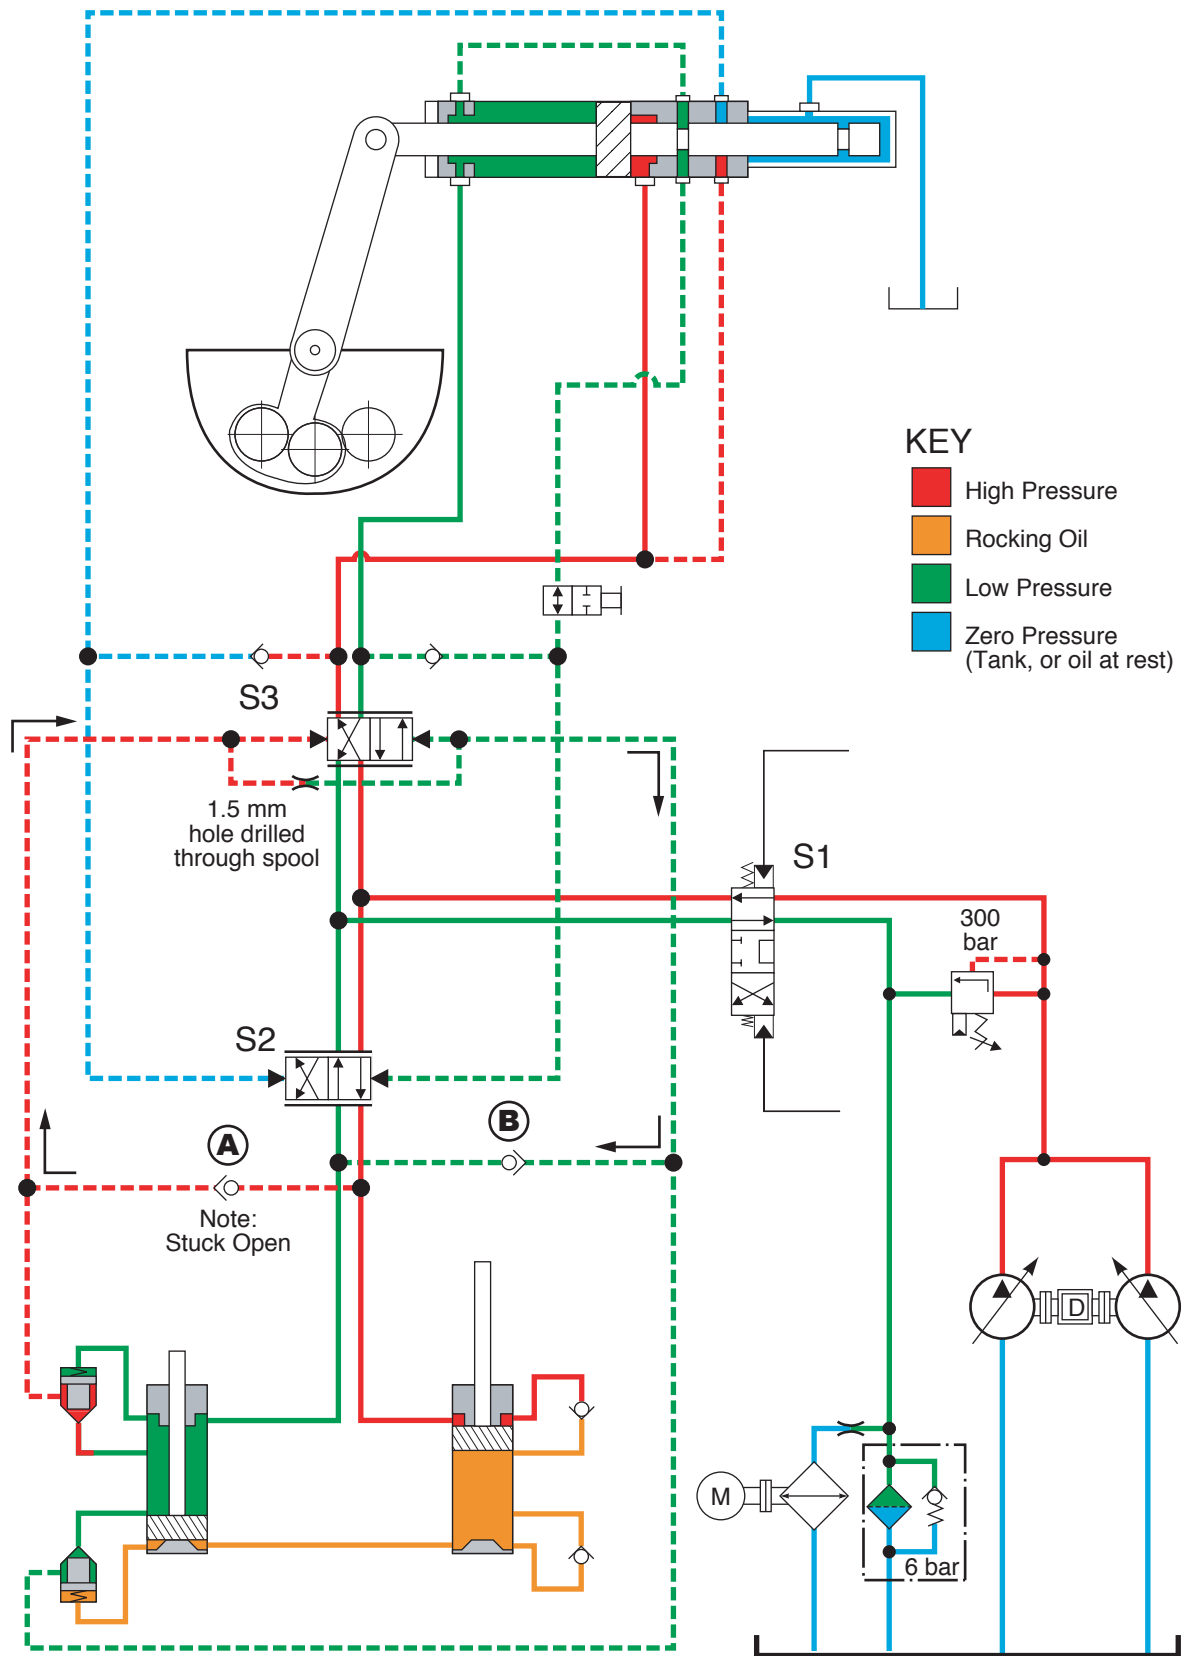 KEY
High Pressure
Rocking Oil
Low Pressure
Zero Pressure
(Tank, or oil at rest)
S3
1.5 mm
hole drilled
through spool
S1
300
bar
S2
A
B
Note:
Stuck Open
D
M
6 bar